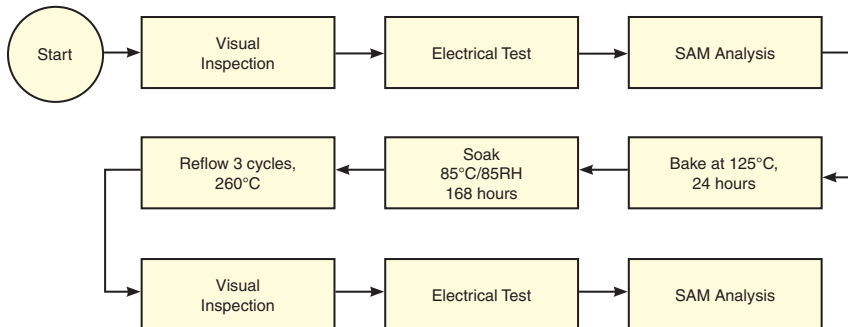 Start
Visual
Inspection
Electrical Test
SAM Analysis
Bake at 125°C,
24 hours
Soak
85°C/85RH
168 hours
Reflow 3 cycles,
260°C
Visual
Inspection
Electrical Test
SAM Analysis